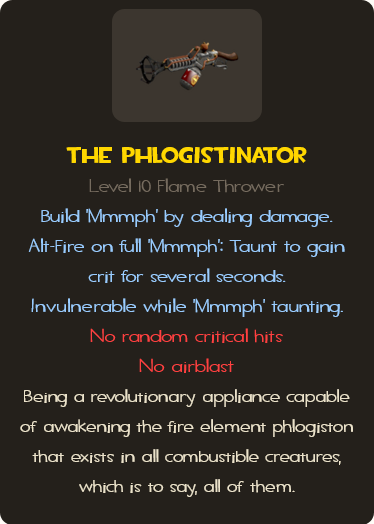 THE PHLOGISTINATOR
Level 10 Flame Thrower
Build 'Mmmph' by dealing damage.
Alt-Fire on full 'Mmmph': Taunt to gain
crit for several seconds.
Invulnerable while 'Mmmph' taunting.
No random critical hits
No airblast
Being a revolutionary appliance capable
of awakening the fire element phlogiston
that exists in all combustible creatures,
which is to say, all of them.